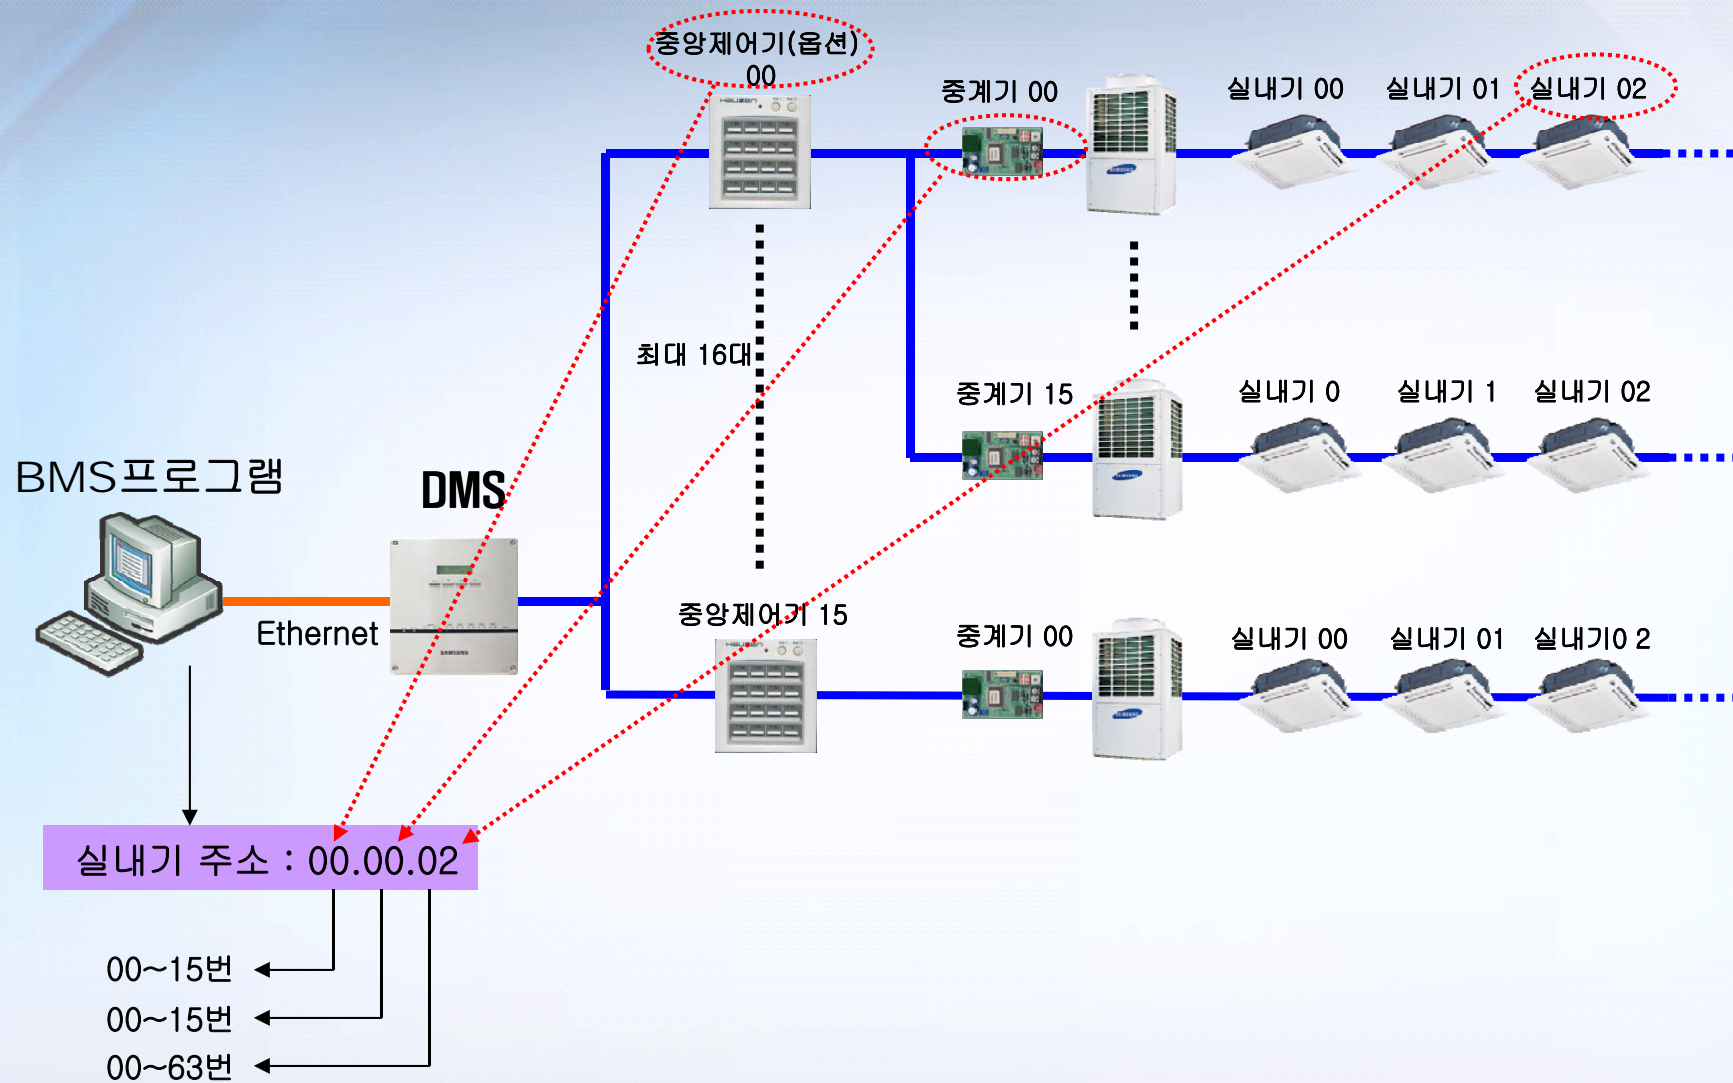 중앙제어기(옵션)
00
중계기 00
실내기 00
실내기 01
실내기 02
HAUZEN
SAMSUNG
최대 16대
중계기 15
실내기 0
실내기 1
실내기 02
SAMSUNG
BMS프로그램
DMS
Ethernet
중앙제어기 15
HAUZEN
중계기 00
실내기 00
실내기 01
실내기0 2
SAMSUNG
실내기 주소 : 00.00.02
00~15번
00~15번
00~63번